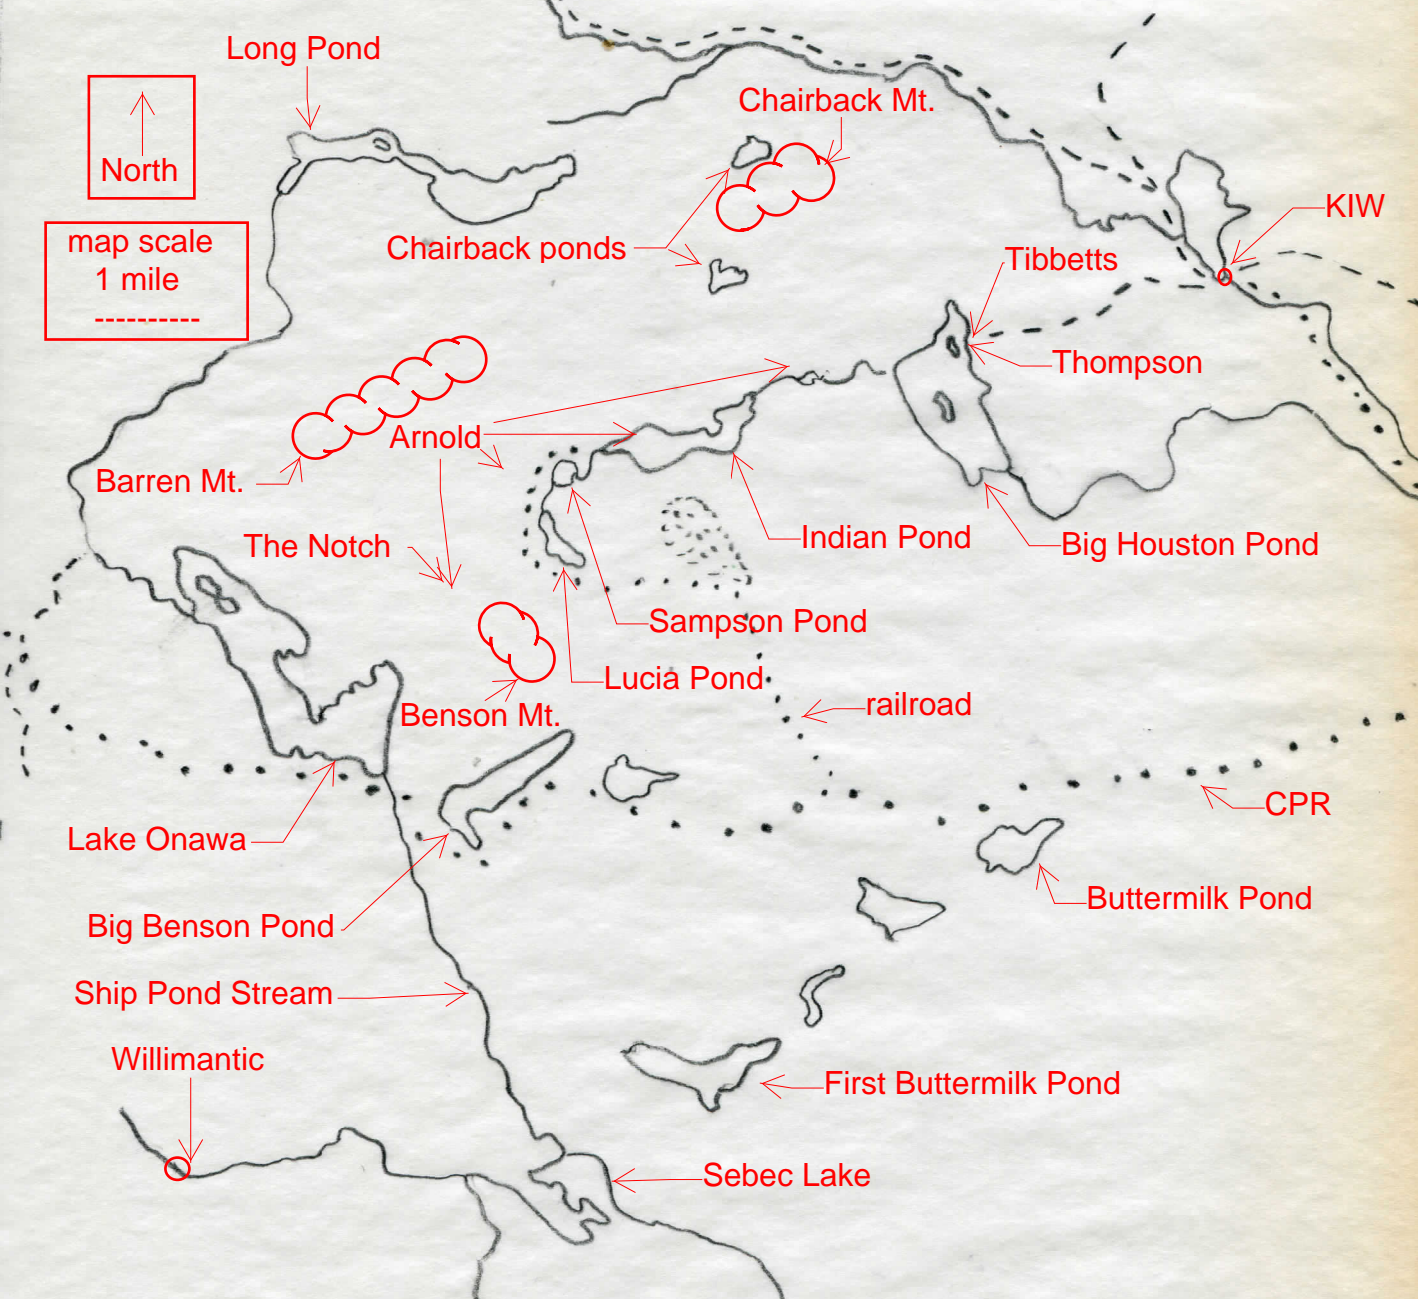 Long Pond
North
Chairback Mt.
KIW
map scale
1 mile
Chairback ponds
Tibbetts
Thompson
Arnold
Barren Mt.
The Notch
Indian Pond
Big Houston Pond
Sampson Pond
Lucia Pond
Benson Mt.
railroad
CPR
Lake Onawa
Buttermilk Pond
Big Benson Pond
Ship Pond Stream
Willimantic
First Buttermilk Pond
Sebec Lake